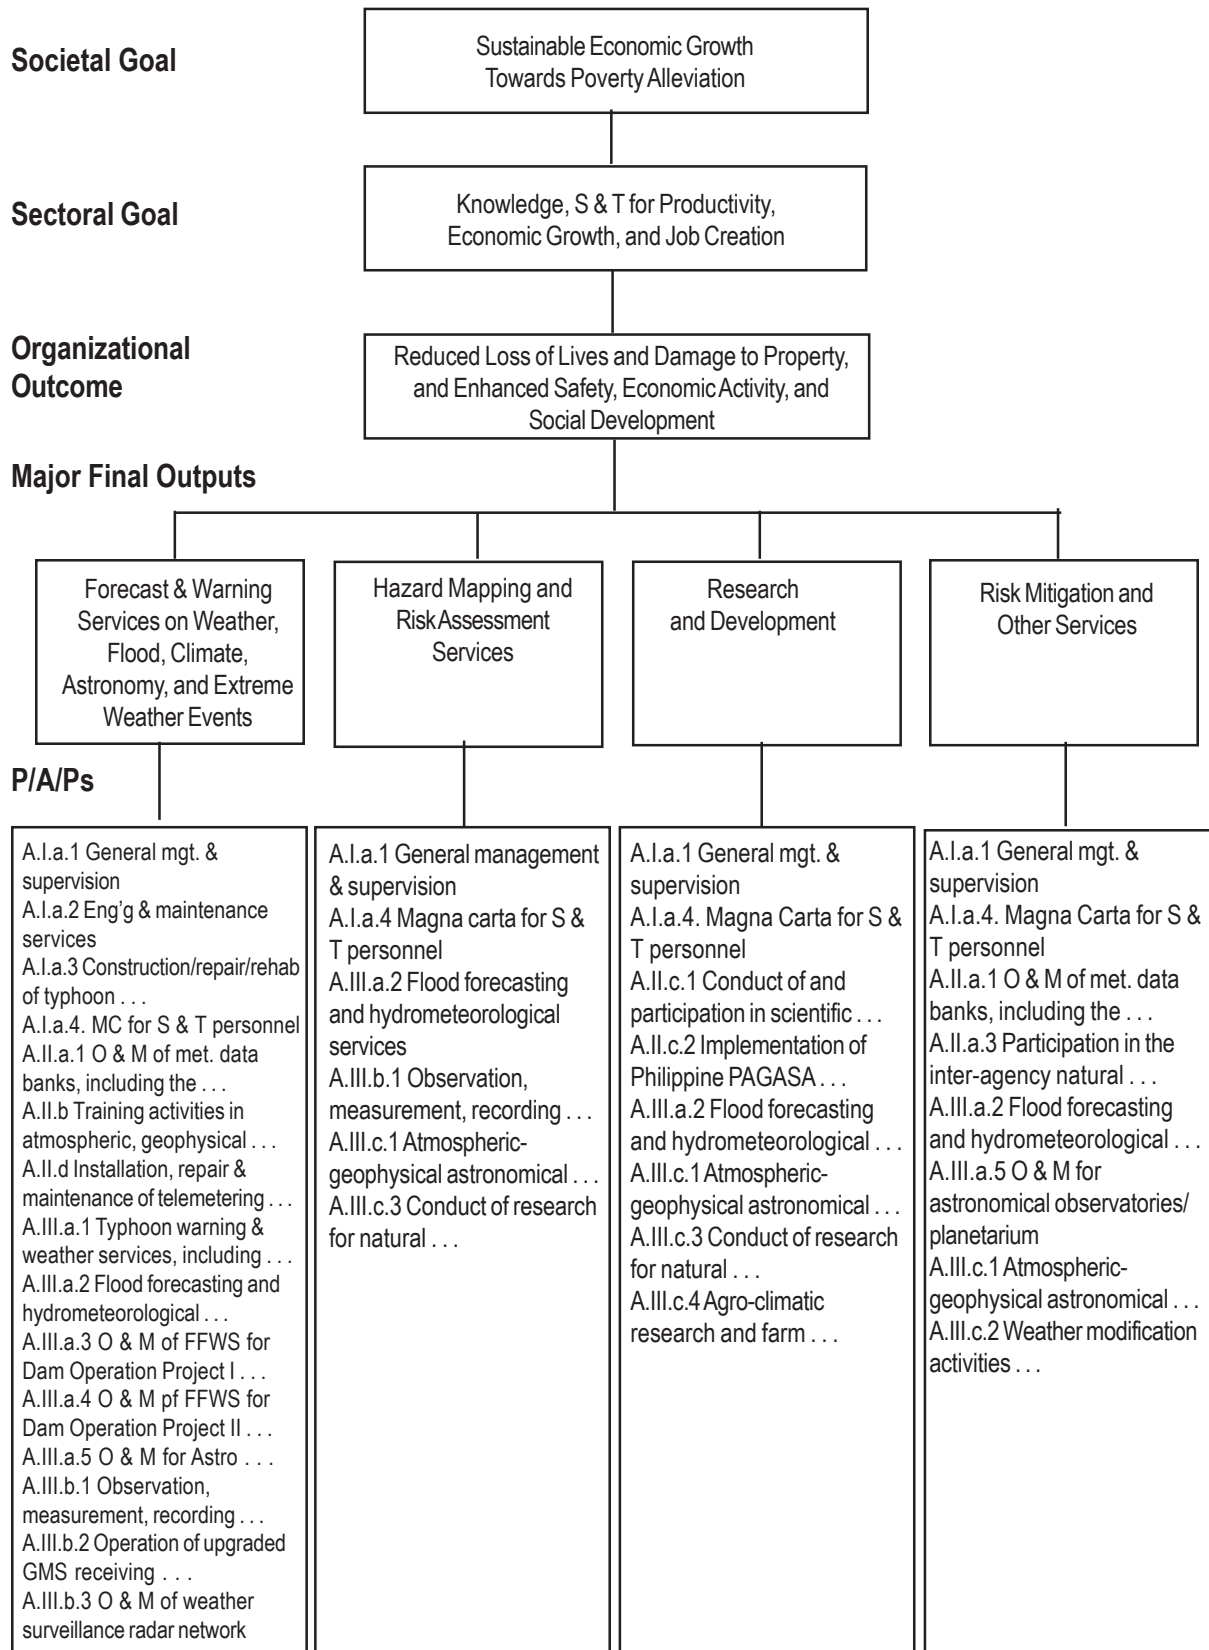 Societal Goal
Sustainable Economic Growth
Towards Poverty Alleviation
Sectoral Goal
Knowledge, S & T for Productivity,
Economic Growth, and Job Creation
Organizational
Outcome
Reduced Loss of Lives and Damage to Property,
and Enhanced Safety, Economic Activity, and
Social Development
Major Final Outputs
Forecast & Warning
Services on Weather,
Flood, Climate,
Astronomy, and Extreme
Weather Events
Hazard Mapping and
Risk Assessment
Services
Research
and Development
Risk Mitigation and
Other Services
P/A/Ps
A.I.a.1 General mgt. &
supervision
A.I.a.2 Eng'g & maintenance
services
A.I.a.3 Construction/repair/rehab
of typhoon . . .
A.I.a.4. MC for S & T personnel
A.II.a.1 O & M of met. data
banks, including the . . .
A.II.b Training activities in
atmospheric, geophysical . . .
A.II.d Installation, repair &
maintenance of telemetering . . .
A.III.a.1 Typhoon warning &
weather services, including . . .
A.III.a.2 Flood forecasting and
hydrometeorological . . .
A.III.a.3 O & M of FFWS for
Dam Operation Project I . . .
A.III.a.4 O & M pf FFWS for
Dam Operation Project II . . .
A.III.a.5 O & M for Astro . . .
A.III.b.1 Observation,
measurement, recording . . .
A.III.b.2 Operation of upgraded
GMS receiving . . .
A.III.b.3 O & M of weather
surveillance radar network
A.I.a.1 General management
& supervision
A.I.a.4 Magna carta for S &
T personnel
A.III.a.2 Flood forecasting
and hydrometeorological
services
A.III.b.1 Observation,
measurement, recording . . .
A.III.c.1 Atmospheric-
geophysical astronomical . . .
A.III.c.3 Conduct of research
for natural . . .
A.I.a.1 General mgt. &
supervision
A.I.a.4. Magna Carta for S &
T personnel
A.II.c.1 Conduct of and
participation in scientific . . .
A.II.c.2 Implementation of
Philippine PAGASA . . .
A.III.a.2 Flood forecasting
and hydrometeorological . . .
A.III.c.1 Atmospheric-
geophysical astronomical . . .
A.III.c.3 Conduct of research
for natural . . .
A.III.c.4 Agro-climatic
research and farm . . .
A.I.a.1 General mgt. &
supervision
A.I.a.4. Magna Carta for S &
T personnel
A.II.a.1 O & M of met. data
banks, including the . . .
A.II.a.3 Participation in the
inter-agency natural . . .
A.III.a.2 Flood forecasting
and hydrometeorological . . .
A.III.a.5 O & M for
astronomical observatories/
planetarium
A.III.c.1 Atmospheric-
geophysical astronomical . . .
A.III.c.2 Weather modification
activities . . .